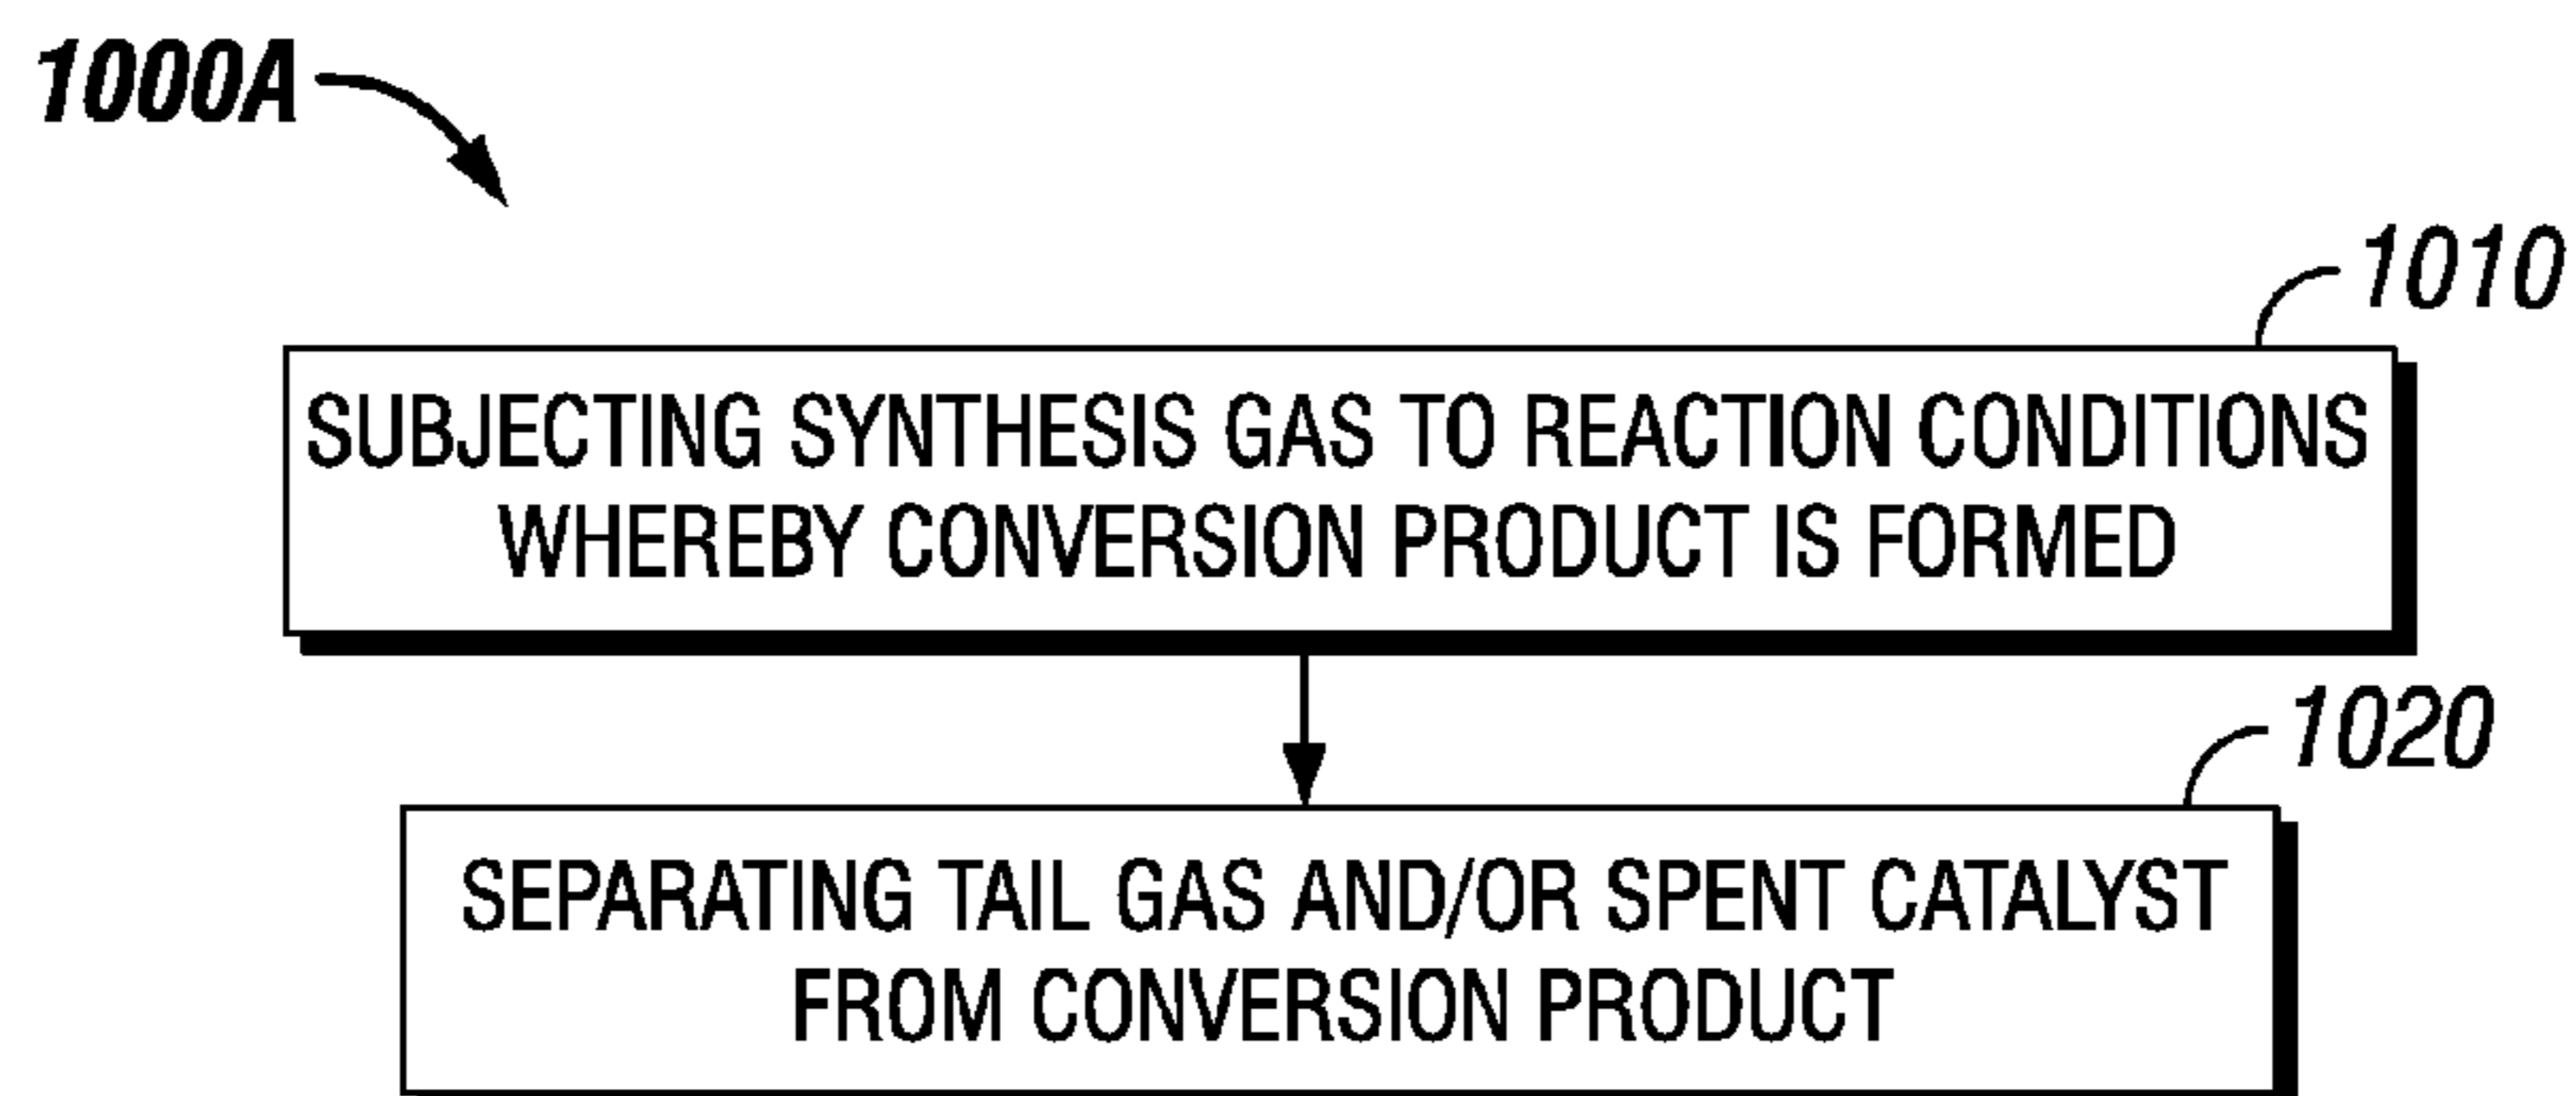 1000A
1010
SUBJECTING SYNTHESIS GAS TO REACTION CONDITIONS
WHEREBY CONVERSION PRODUCT IS FORMED
1020
SEPARATING TAIL GAS AND/OR SPENT CATALYST
FROM CONVERSION PRODUCT